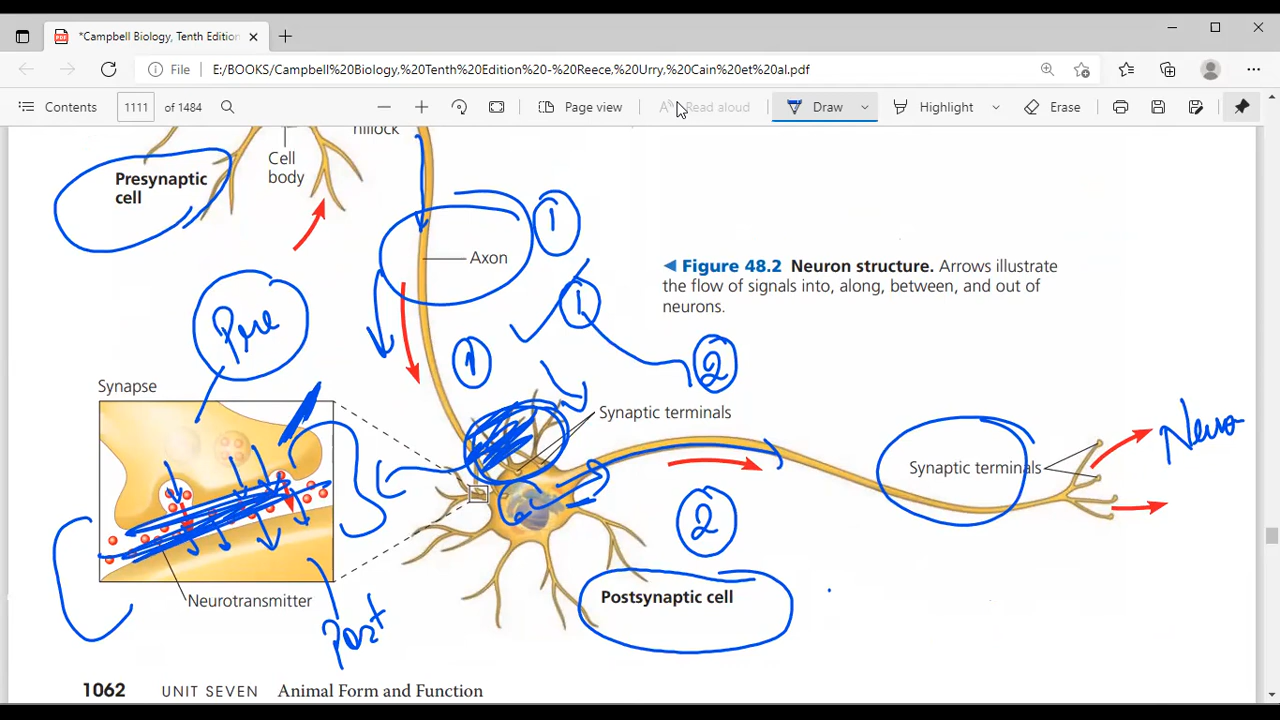 *Campbell Biology, Tenth Edition
File
E:/BOOKS/Campbell%20Biology,%20Tenth%20Edition%20-%20Reece,%20Urry,%20Cain%20et%20al.pdf
Contents
1111
of 1484
Page view
Read aloud
Draw
Highlight
Erase
hillock
Cell
body
Presynaptic
cell
Axon
1
1
1
2
Pre
Figure 48.2 Neuron structure. Arrows illustrate
the flow of signals into, along, between, and out of
neurons.
Synapse
Synaptic terminals
Synaptic terminals
Neuro
2
Neurotransmitter
Post
Postsynaptic cell
1062 UNIT SEVEN Animal Form and Function